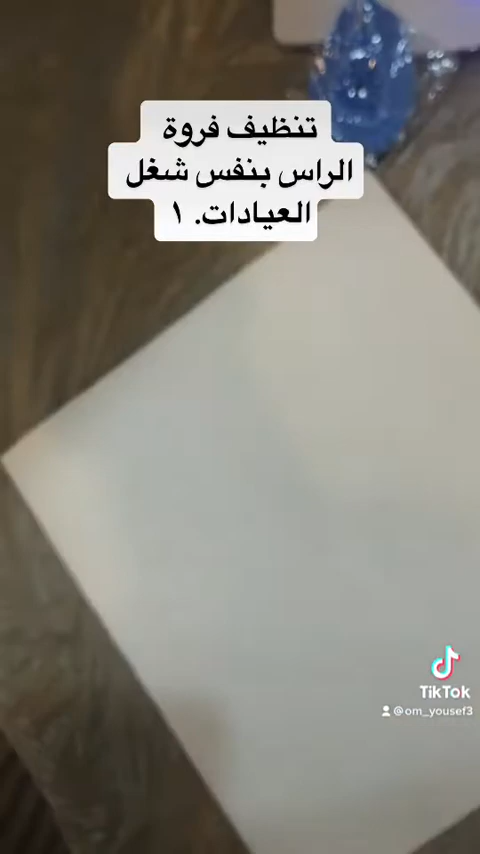 تنظيف فروة
الراس بنفس شغل
العيادات. ١
TikTok
@om_yousef3